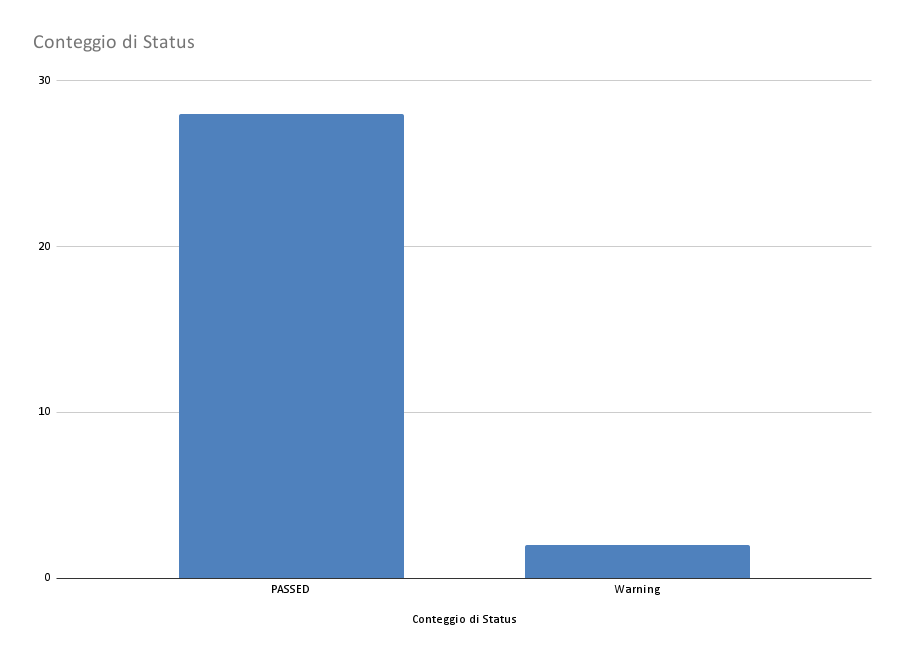 Conteggio di Status
30
20
10
0
PASSED Warning
Conteggio di Status